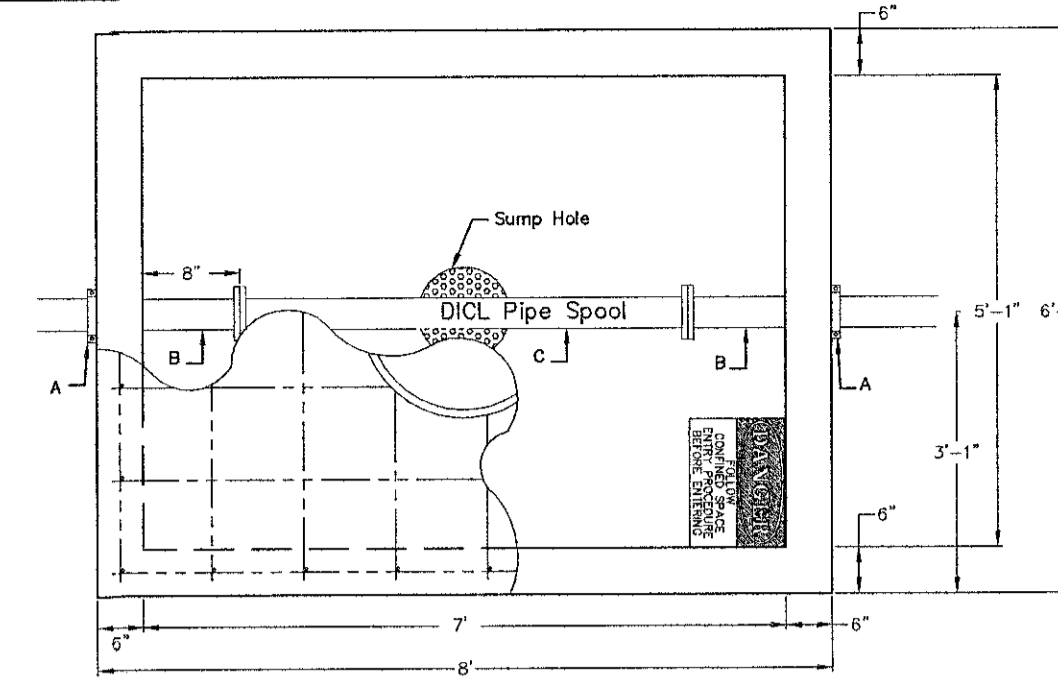 6"
Sump Hole
8"
DICL Pipe Spool
5'-1"
A
B
C
B
A
3'-1"
DANGER
FOLLOW
CONFINED SPACE
ENTRY PROCEDURE
BEFORE ENTERING
6"
6"
7'
6"
8'